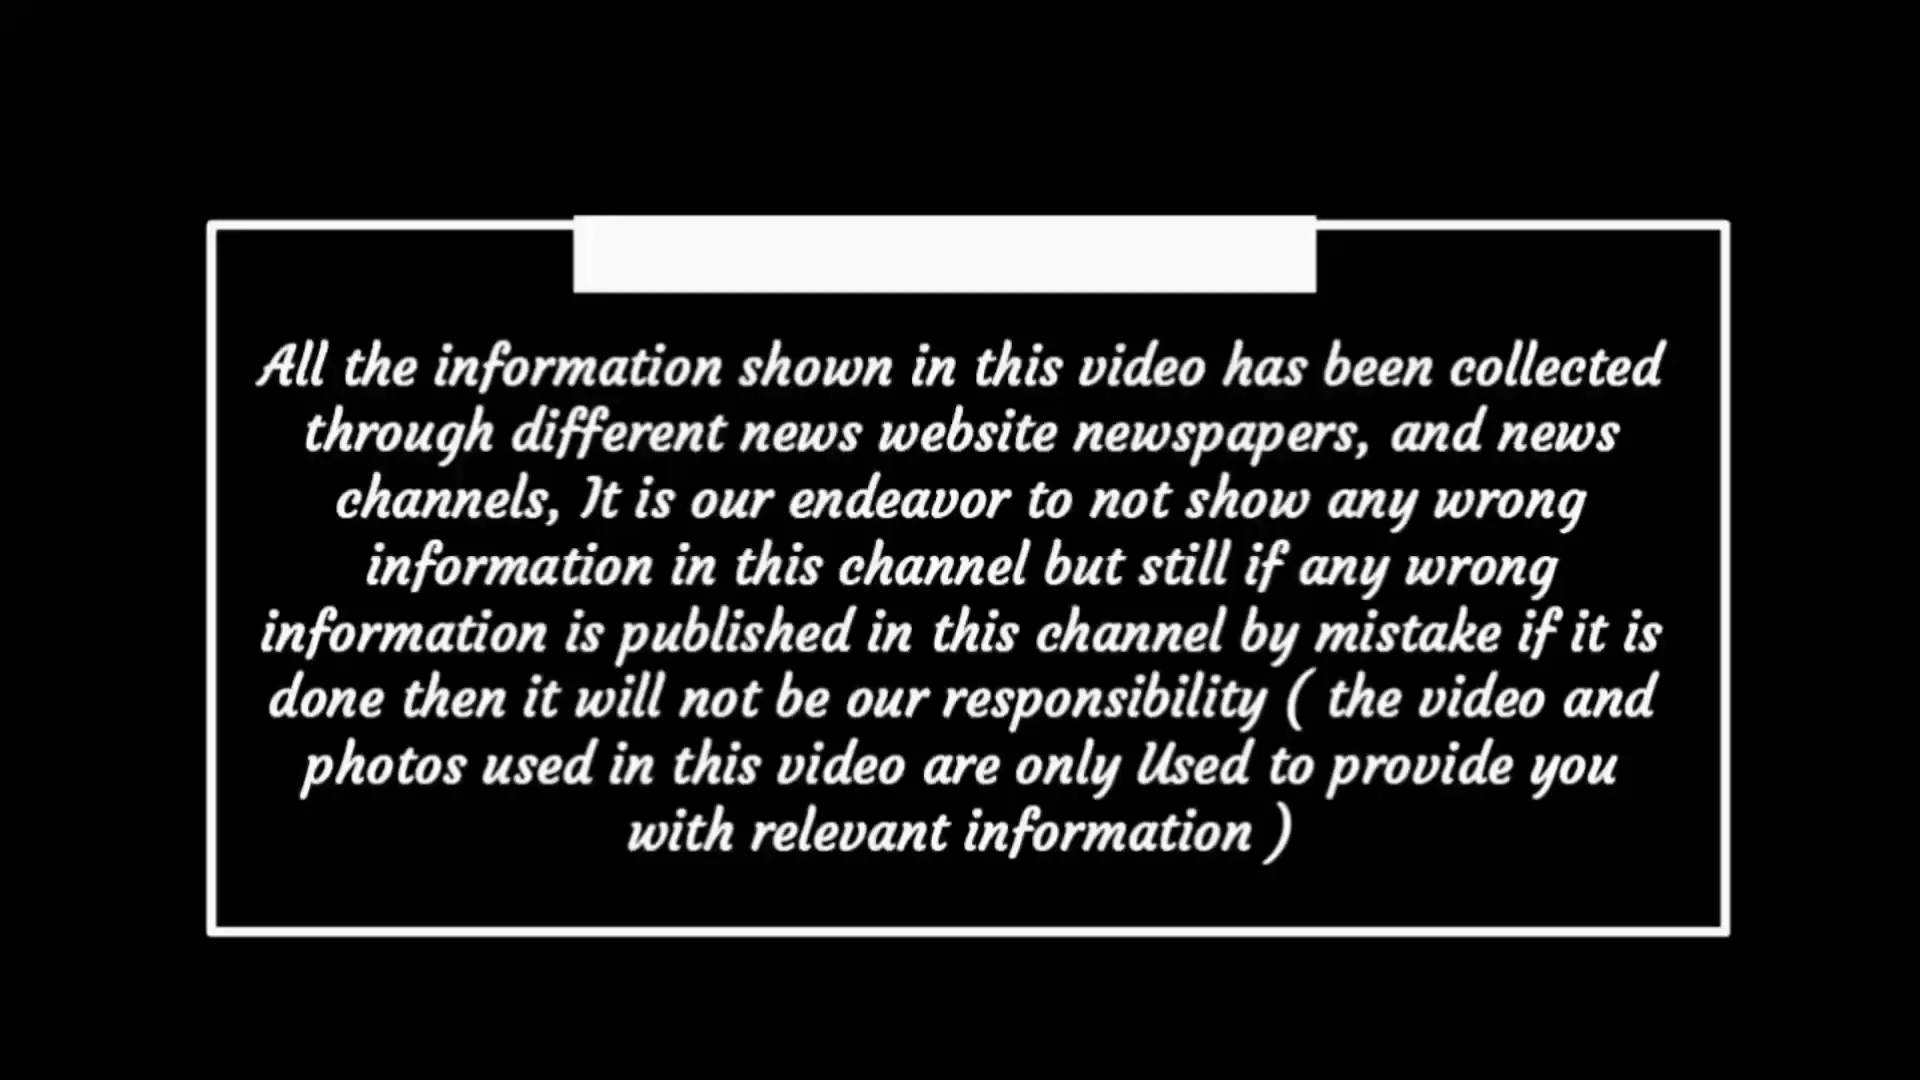 All the information shown in this video has been collected
through different news website newspapers, and news
channels, It is our endeavor to not show any wrong
information in this channel but still if any wrong
information is published in this channel by mistake if it is
done then it will not be our responsibility ( the video and
photos used in this video are only Used to provide you
with relevant information )